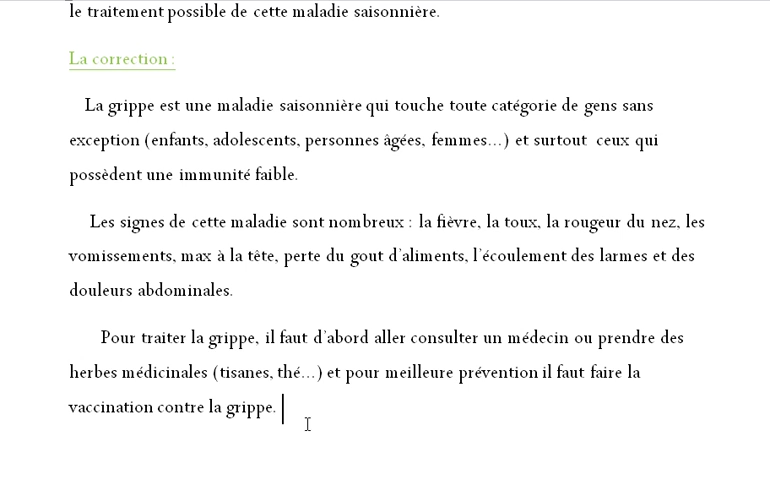 le traitement possible de cette maladie saisonnière.
La correction :
La grippe est une maladie saisonnière qui touche toute catégorie de gens sans
exception (enfants, adolescents, personnes âgées, femmes...) et surtout ceux qui
possèdent une immunité faible.
Les signes de cette maladie sont nombreux : la fièvre, la toux, la rougeur du nez, les
vomissements, max à la tête, perte du gout d'aliments, l'écoulement des larmes et des
douleurs abdominales.
Pour traiter la grippe, il faut d'abord aller consulter un médecin ou prendre des
herbes médicinales (tisanes, thé...) et pour meilleure prévention il faut faire la
vaccination contre la grippe.